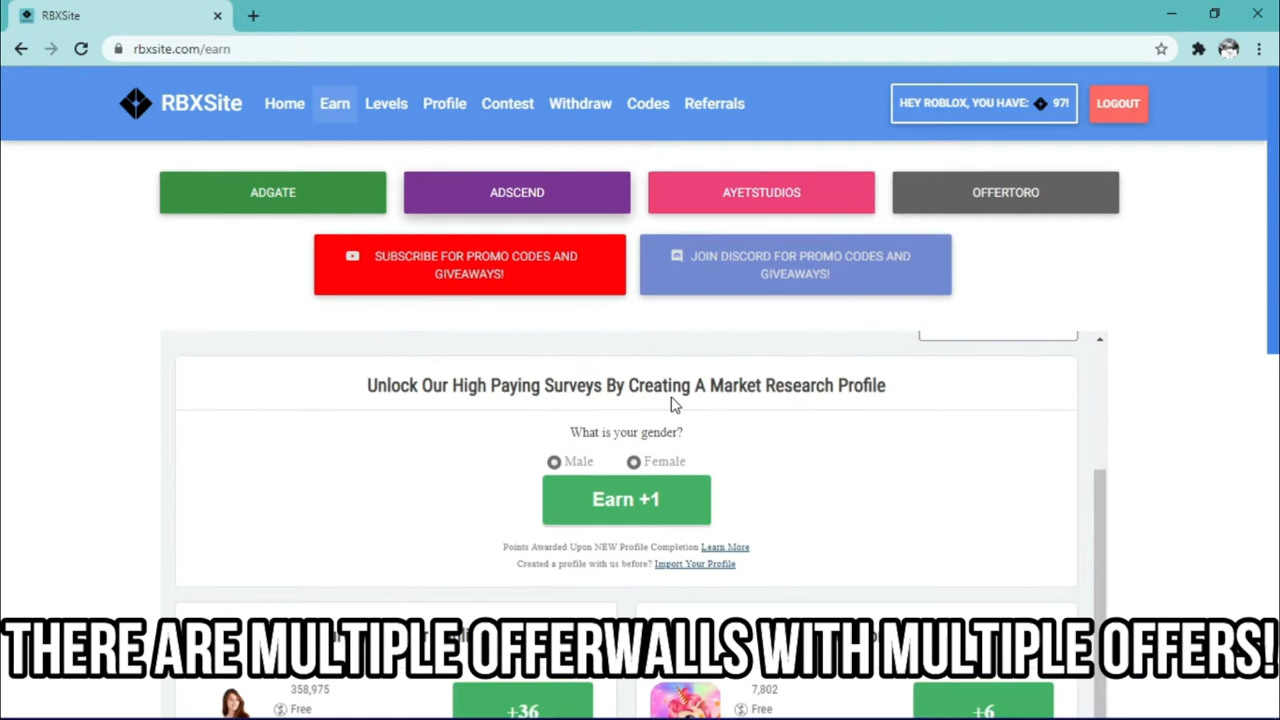 RBXSite
rbxsite.com/earn
RBXSite Home Earn Levels Profile Contest Withdraw Codes Referrals HEY ROBLOX, YOU HAVE: 97! LOGOUT
ADGATE ADSCEND AYETSTUDIOS OFFERTORO
SUBSCRIBE FOR PROMO CODES AND
GIVEAWAYS!
JOIN DISCORD FOR PROMO CODES AND
GIVEAWAYS!
Unlock Our High Paying Surveys By Creating A Market Research Profile
What is your gender?
Male Female
Earn +1
Points Awarded Upon NEW Profile Completion Learn More
Created a profile with us before? Import Your Profile
THERE ARE MULTIPLE OFFERWALLS WITH MULTIPLE OFFERS!
358,975
Free
+36
7,802
Free
+6